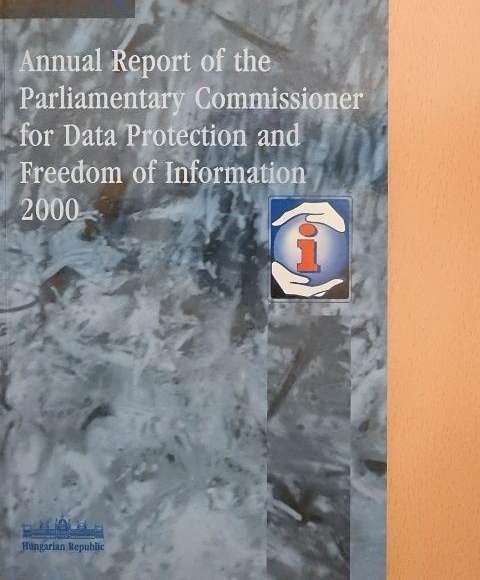 Annual Report of the
Parliamentary Commissioner
for Data Protection and
Freedom of Information
2000
i
Hungarian Republic